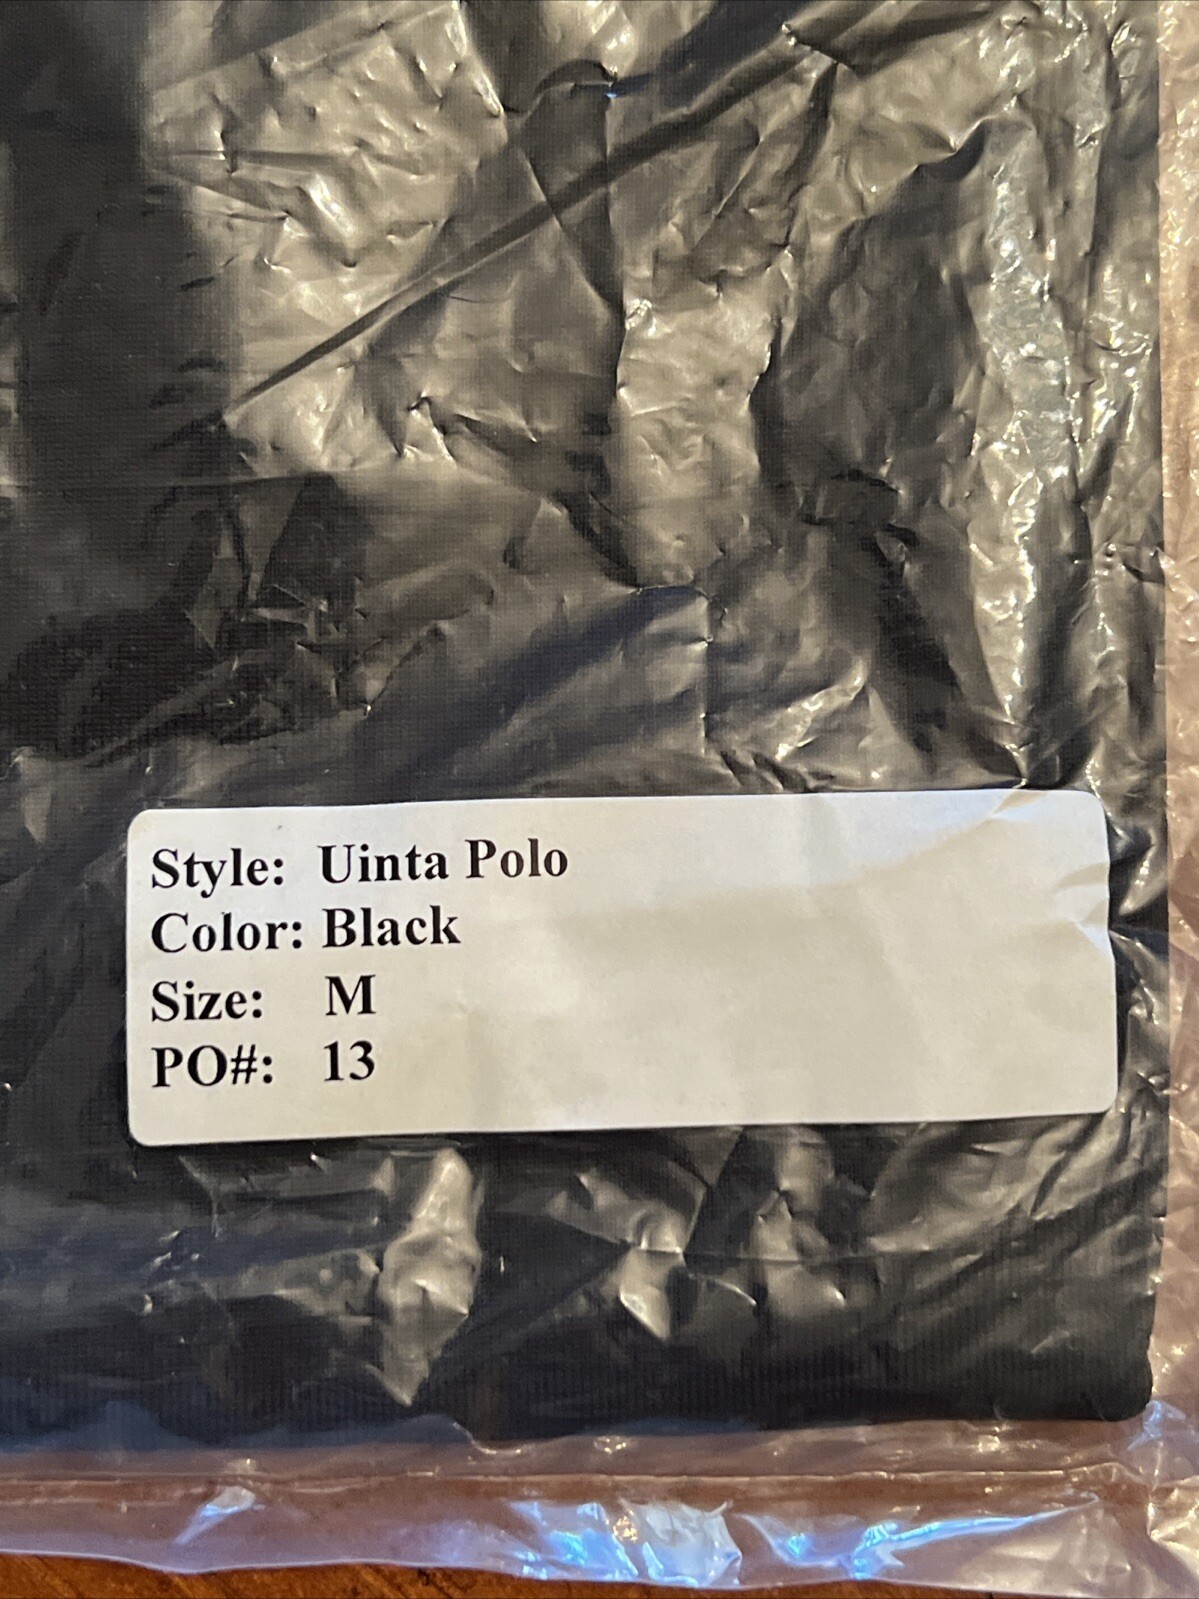 Style: Uinta Polo
Color: Black
Size: M
PO#: 13